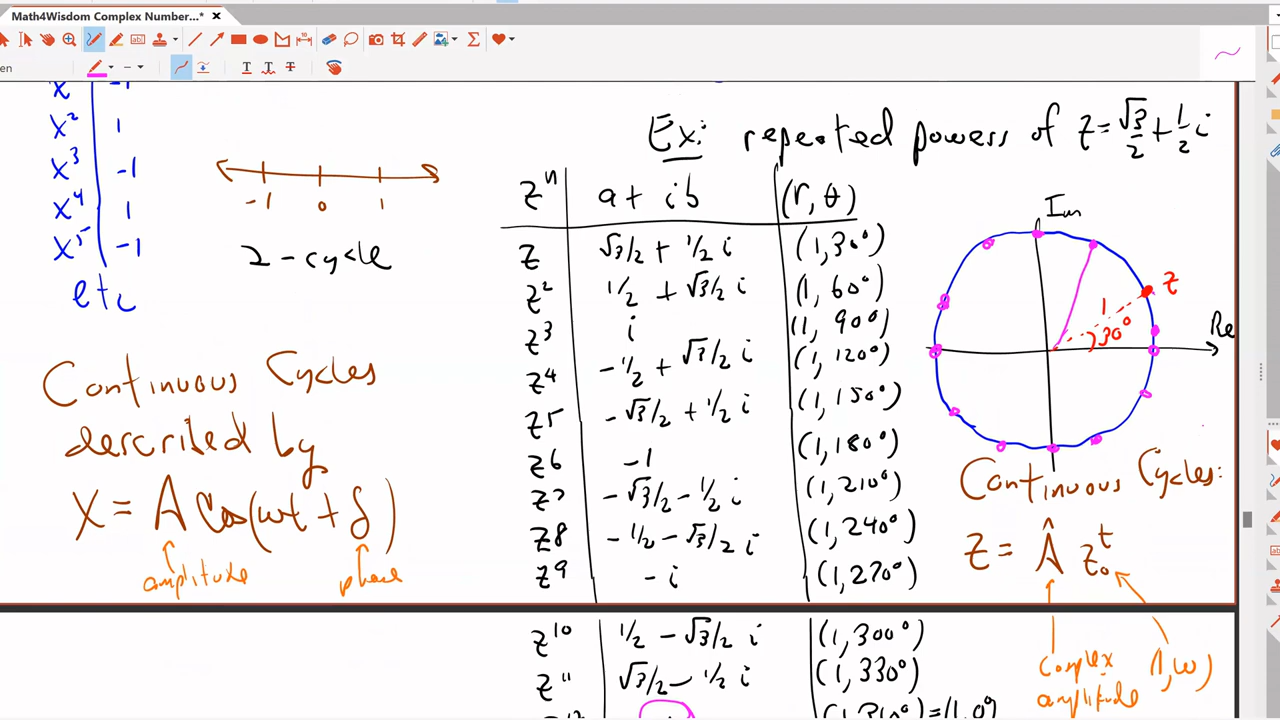 Math4Wisdom Complex Number...*
en
x -1
x² 1
x³ -1
x⁴ 1
x⁵ -1
etc
-1 0 1
2-cycle
Continuous Cycles
described by
X = A Cos(ωt + δ)
amplitude phase
Ex: repeated powers of z = √3/2 + 1/2 i
zⁿ a + ib (r, θ)
z √3/2 + 1/2 i (1, 30°)
z² 1/2 + √3/2 i (1, 60°)
z³ i (1, 90°)
z⁴ -1/2 + √3/2 i (1, 120°)
z⁵ -√3/2 + 1/2 i (1, 150°)
z⁶ -1 (1, 180°)
z⁷ -√3/2 - 1/2 i (1, 210°)
z⁸ -1/2 - √3/2 i (1, 240°)
z⁹ -i (1, 270°)
z¹⁰ 1/2 - √3/2 i (1, 300°)
z¹¹ √3/2 - 1/2 i (1, 330°)
Im
z
1
30°
Re
Continuous Cycles:
Z = Â z₀ᵗ
Complex
amplitude
(1, ω)